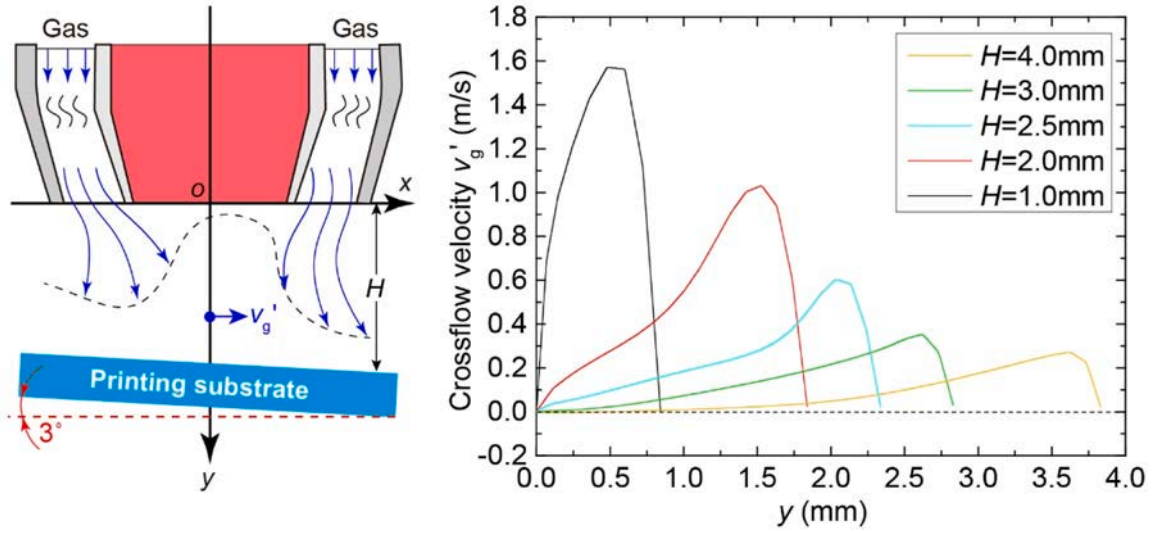 Gas
Gas
o
x
H
v_g'
Printing substrate
3°
y
Crossflow velocity v_g' (m/s)
1.8
1.6
1.4
1.2
1.0
0.8
0.6
0.4
0.2
0.0
-0.2
H=4.0mm
H=3.0mm
H=2.5mm
H=2.0mm
H=1.0mm
0.0 0.5 1.0 1.5 2.0 2.5 3.0 3.5 4.0
y (mm)